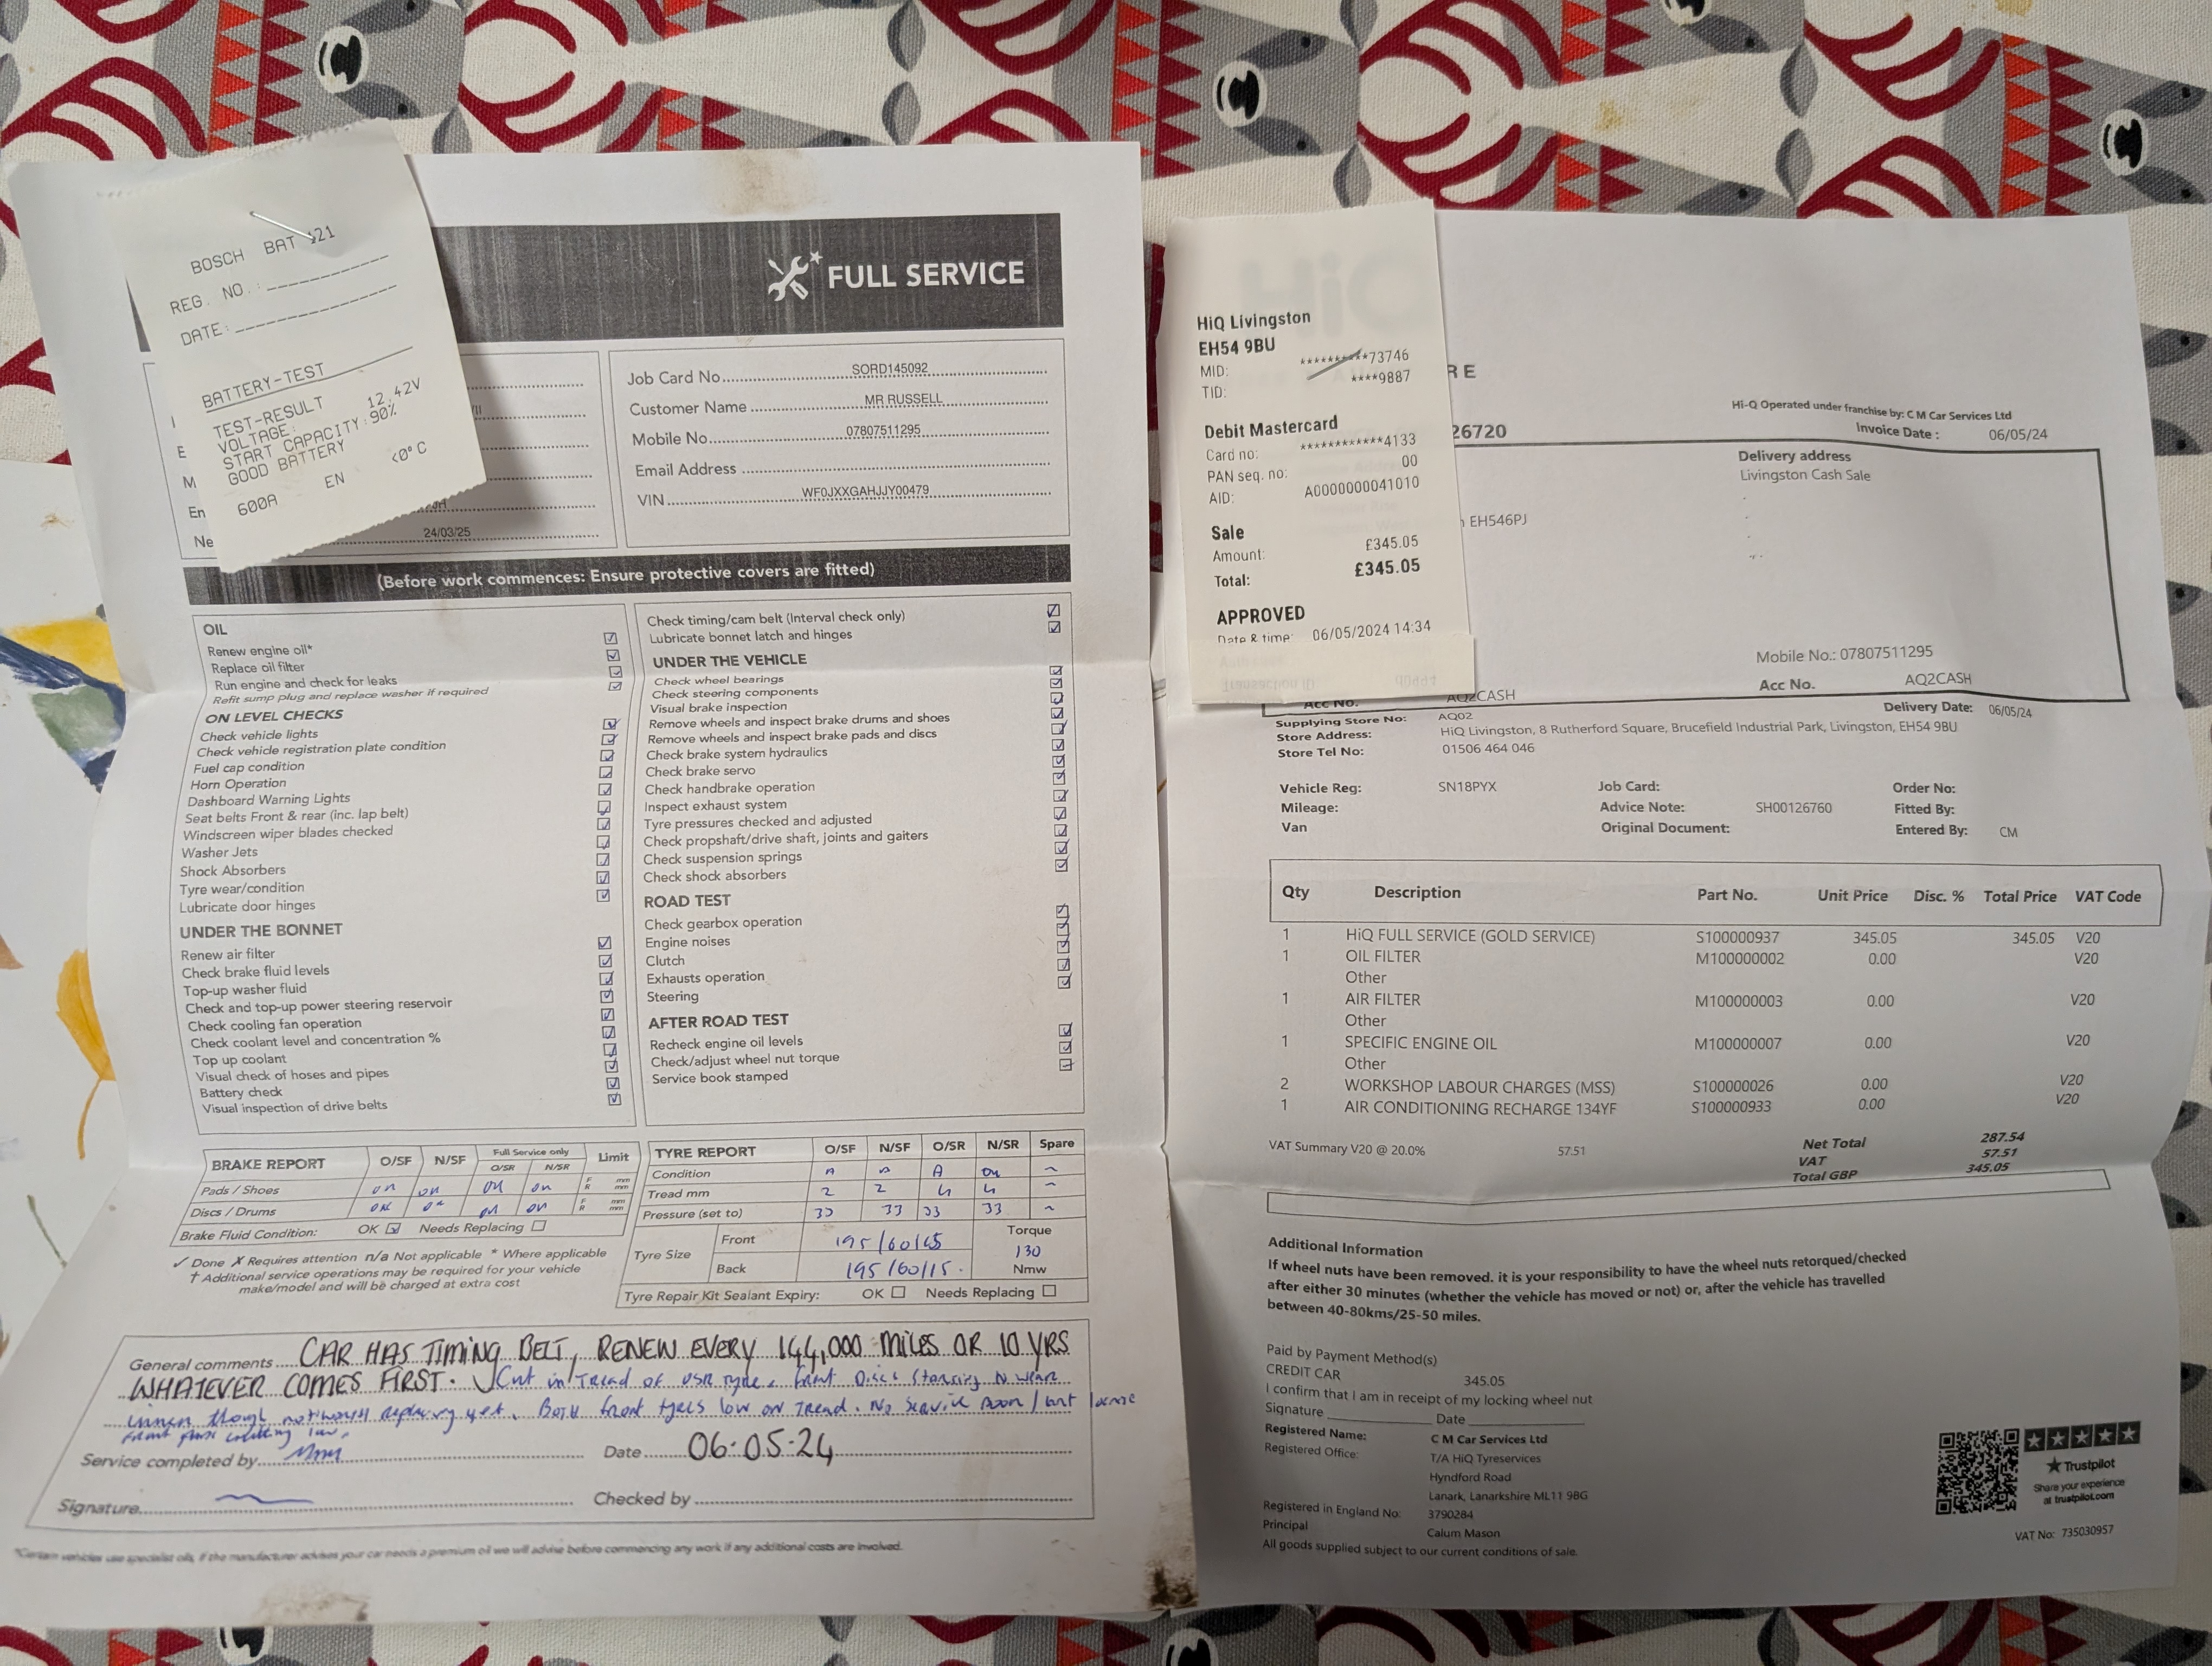 BOSCH BAT 121
REG. NO.:
DATE:
BATTERY-TEST
TEST-RESULT
VOLTAGE: 12.42V
START CAPACITY: 90%
GOOD BATTERY
<0°C
600A EN
FULL SERVICE
E
M
En
Ne 24/03/25
Job Card No. SORD145092
Customer Name MR RUSSELL
Mobile No. 07807511295
Email Address
VIN WF0JXXGAHJJY00479
(Before work commences: Ensure protective covers are fitted)
OIL
Renew engine oil*
Replace oil filter
Run engine and check for leaks
Refit sump plug and replace washer if required
ON LEVEL CHECKS
Check vehicle lights
Check vehicle registration plate condition
Fuel cap condition
Horn Operation
Dashboard Warning Lights
Seat belts Front & rear (inc. lap belt)
Windscreen wiper blades checked
Washer Jets
Shock Absorbers
Tyre wear/condition
Lubricate door hinges
UNDER THE BONNET
Renew air filter
Check brake fluid levels
Top-up washer fluid
Check and top-up power steering reservoir
Check cooling fan operation
Check coolant level and concentration %
Top up coolant
Visual check of hoses and pipes
Battery check
Visual inspection of drive belts
Check timing/cam belt (Interval check only)
Lubricate bonnet latch and hinges
UNDER THE VEHICLE
Check wheel bearings
Check steering components
Visual brake inspection
Remove wheels and inspect brake drums and shoes
Remove wheels and inspect brake pads and discs
Check brake system hydraulics
Check brake servo
Check handbrake operation
Inspect exhaust system
Tyre pressures checked and adjusted
Check propshaft/drive shaft, joints and gaiters
Check suspension springs
Check shock absorbers
ROAD TEST
Check gearbox operation
Engine noises
Clutch
Exhausts operation
Steering
AFTER ROAD TEST
Recheck engine oil levels
Check/adjust wheel nut torque
Service book stamped
BRAKE REPORT O/SF N/SF Full Service only O/SR N/SR Limit
Pads / Shoes F mm R mm
Discs / Drums F mm R mm
Brake Fluid Condition: OK Needs Replacing
✓ Done ✗ Requires attention n/a Not applicable * Where applicable
† Additional service operations may be required for your vehicle
make/model and will be charged at extra cost
TYRE REPORT O/SF N/SF O/SR N/SR Spare
Condition A A A
Tread mm 2 2 4 4
Pressure (set to) 33 33 33 33
Tyre Size Front Torque
Back 195/60/15. 130 Nmw
Tyre Repair Kit Sealant Expiry: OK Needs Replacing
General comments CAR HAS TIMING BELT, RENEW EVERY 144,000 MILES OR 10 YRS
WHATEVER COMES FIRST. Cut in Tread of OSR Tyre. front Discs Starting to wear
though not worth replacing yet. Both front tyres low on Tread. No Service Book
Service completed by
Date 06.05.24
Signature
Checked by
*Certain vehicles use specialist oils, if the manufacturer advises your car needs a premium oil we will advise before commencing any work if any additional costs are involved.
HiQ
HiQ Livingston
EH54 9BU
MID: **********73746
TID: ****9887
Debit Mastercard
Card no: ************4133
PAN seq. no: 00
AID: A0000000041010
Sale
Amount: £345.05
Total: £345.05
APPROVED
Date & time: 06/05/2024 14:34
RE
26720
Hi-Q Operated under franchise by: C M Car Services Ltd
Invoice Date : 06/05/24
Delivery address
Livingston Cash Sale
EH546PJ
Mobile No.: 07807511295
Acc No. AQ2CASH
Acc No. AQ2CASH
Delivery Date: 06/05/24
Supplying Store No: AQ02
Store Address: HiQ Livingston, 8 Rutherford Square, Brucefield Industrial Park, Livingston, EH54 9BU
Store Tel No: 01506 464 046
Vehicle Reg: SN18PYX Job Card: Order No:
Mileage: Advice Note: SH00126760 Fitted By:
Van Original Document: Entered By: CM
Qty Description Part No. Unit Price Disc. % Total Price VAT Code
1 HiQ FULL SERVICE (GOLD SERVICE) S100000937 345.05 345.05 V20
1 OIL FILTER M100000002 0.00 V20
Other
1 AIR FILTER M100000003 0.00 V20
Other
1 SPECIFIC ENGINE OIL M100000007 0.00 V20
Other
2 WORKSHOP LABOUR CHARGES (MSS) S100000026 0.00 V20
1 AIR CONDITIONING RECHARGE 134YF S100000933 0.00 V20
VAT Summary V20 @ 20.0% 57.51
Net Total 287.54
VAT 57.51
Total GBP 345.05
Additional Information
If wheel nuts have been removed. it is your responsibility to have the wheel nuts retorqued/checked
after either 30 minutes (whether the vehicle has moved or not) or, after the vehicle has travelled
between 40-80kms/25-50 miles.
Paid by Payment Method(s)
CREDIT CAR 345.05
I confirm that I am in receipt of my locking wheel nut
Signature Date
Registered Name: C M Car Services Ltd
Registered Office: T/A HiQ Tyreservices
Hyndford Road
Lanark, Lanarkshire ML11 9BG
Registered in England No: 3790284
Principal Calum Mason
All goods supplied subject to our current conditions of sale.
Trustpilot
Share your experience
at trustpilot.com
VAT No: 735030957